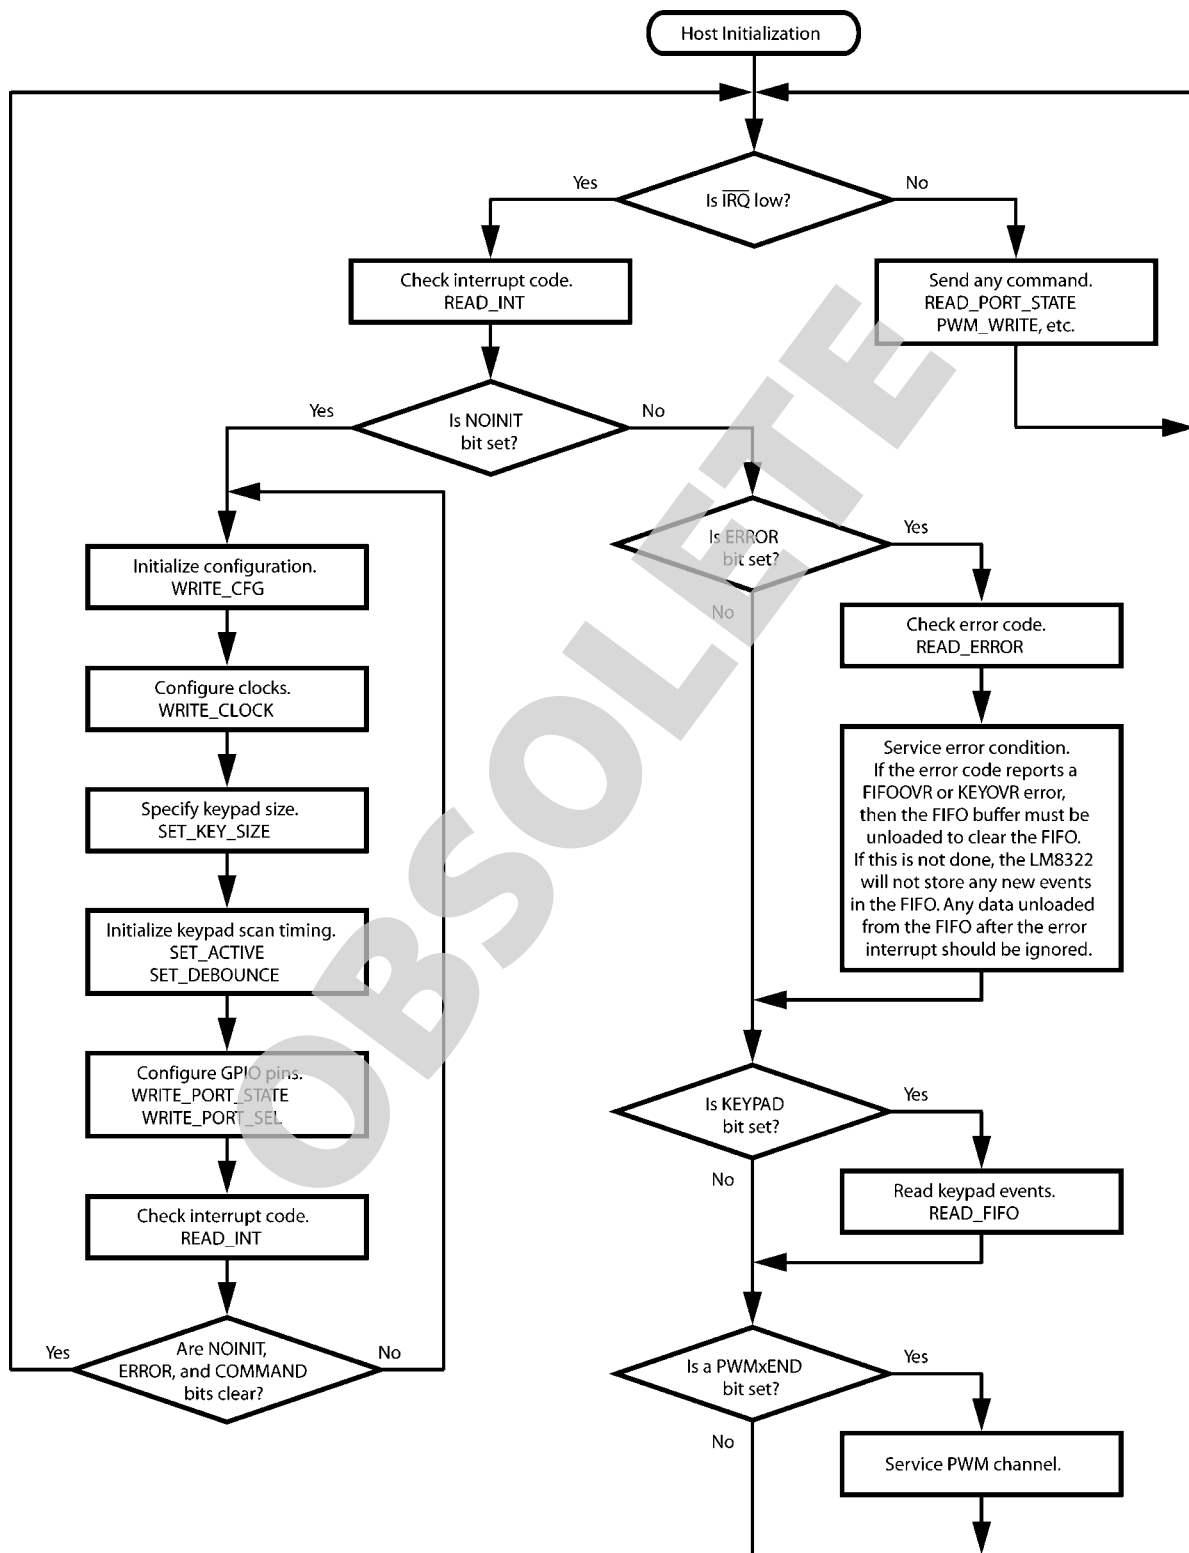 Host Initialization
Is IRQ low?
Yes
No
Check interrupt code.
READ_INT
Send any command.
READ_PORT_STATE
PWM_WRITE, etc.
Is NOINIT
bit set?
Yes
No
Initialize configuration.
WRITE_CFG
Configure clocks.
WRITE_CLOCK
Specify keypad size.
SET_KEY_SIZE
Initialize keypad scan timing.
SET_ACTIVE
SET_DEBOUNCE
Configure GPIO pins.
WRITE_PORT_STATE
WRITE_PORT_SEL
Check interrupt code.
READ_INT
Are NOINIT,
ERROR, and COMMAND
bits clear?
Yes
No
Is ERROR
bit set?
Yes
No
Check error code.
READ_ERROR
Service error condition.
If the error code reports a
FIFOOVR or KEYOVR error,
then the FIFO buffer must be
unloaded to clear the FIFO.
If this is not done, the LM8322
will not store any new events
in the FIFO. Any data unloaded
from the FIFO after the error
interrupt should be ignored.
Is KEYPAD
bit set?
Yes
No
Read keypad events.
READ_FIFO
Is a PWMxEND
bit set?
Yes
No
Service PWM channel.
OBSOLETE